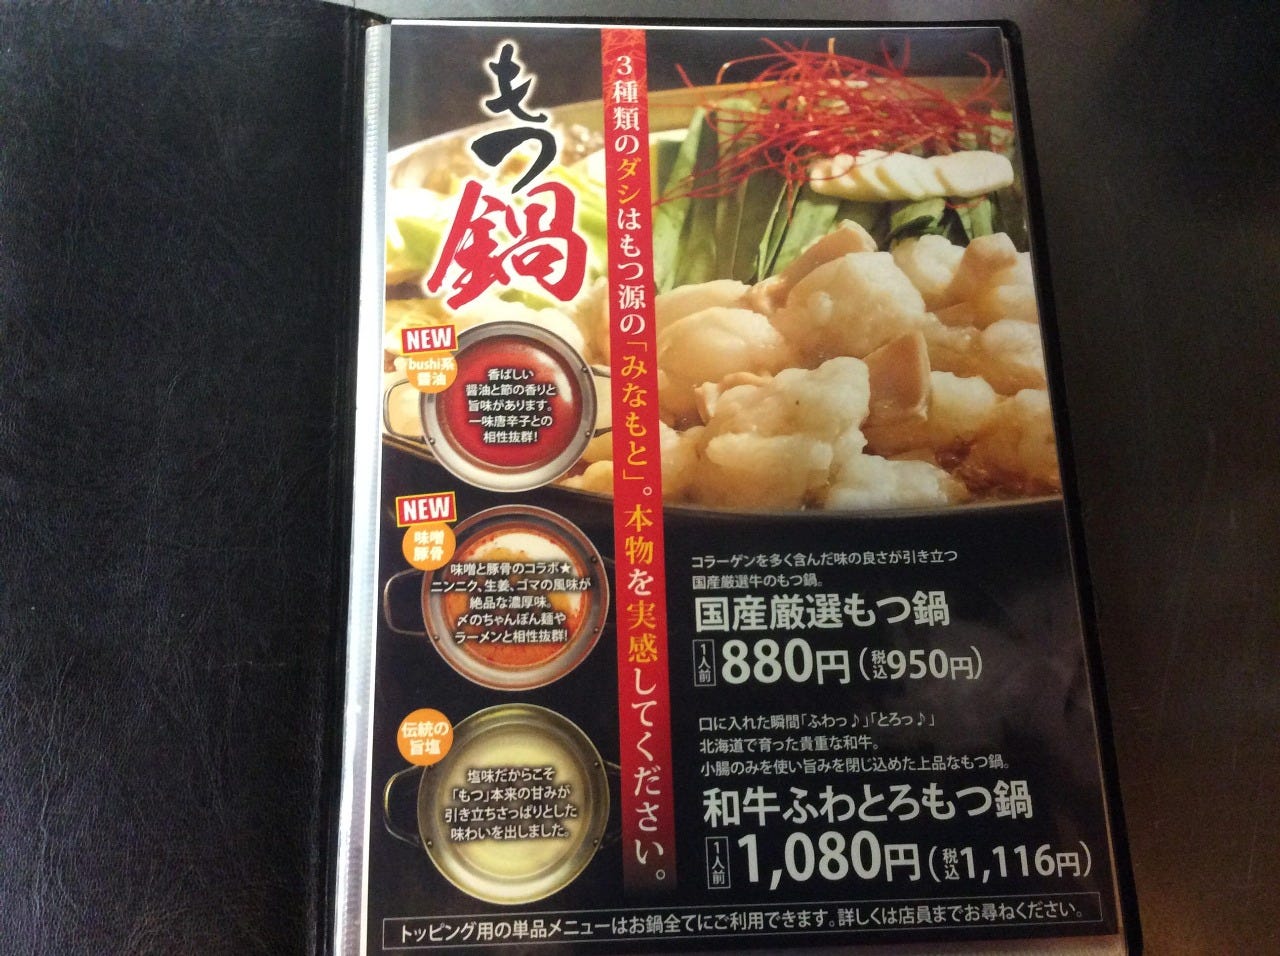 もつ鍋
3種類のダシはもつ源の「みなもと」。本物を実感してください。
NEW
bushi系
醤油
香ばしい
醤油と節の香りと
旨味があります。
一味唐辛子との
相性抜群!
NEW
味噌
豚骨
味噌と豚骨のコラボ★
ニンニク、生姜、ゴマの風味が
絶品な濃厚味。
〆のちゃんぽん麺や
ラーメンと相性抜群!
伝統の
旨塩
塩味だからこそ
「もつ」本来の甘みが
引き立ちさっぱりとした
味わいを出しました。
コラーゲンを多く含んだ味の良さが引き立つ
国産厳選牛のもつ鍋。
国産厳選もつ鍋
1人前 880円(税込950円)
口に入れた瞬間「ふわっ♪」「とろっ♪」
北海道で育った貴重な和牛。
小腸のみを使い旨みを閉じ込めた上品なもつ鍋。
和牛ふわとろもつ鍋
1人前 1,080円(税込1,116円)
トッピング用の単品メニューはお鍋全てにご利用できます。詳しくは店員までお尋ねください。